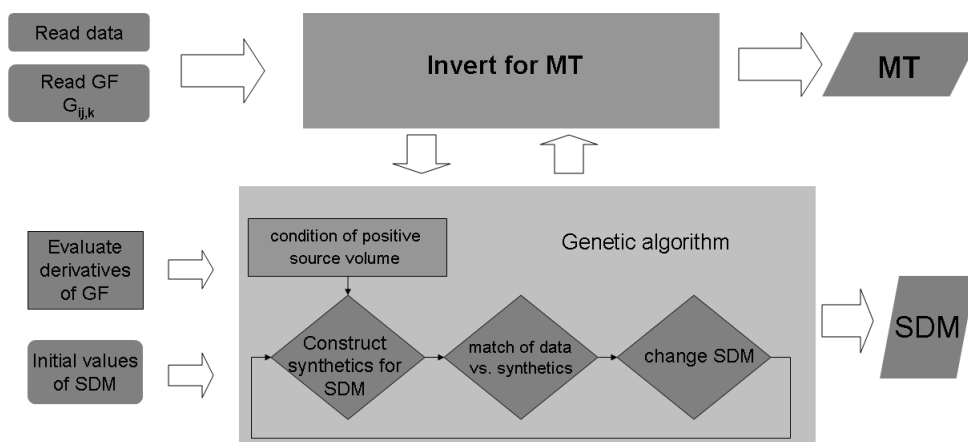 Read data
Read GF
Gij,k
Invert for MT
MT
condition of positive
source volume
Genetic algorithm
Evaluate
derivatives
of GF
Construct
synthetics for
SDM
match of data
vs. synthetics
change SDM
SDM
Initial values
of SDM